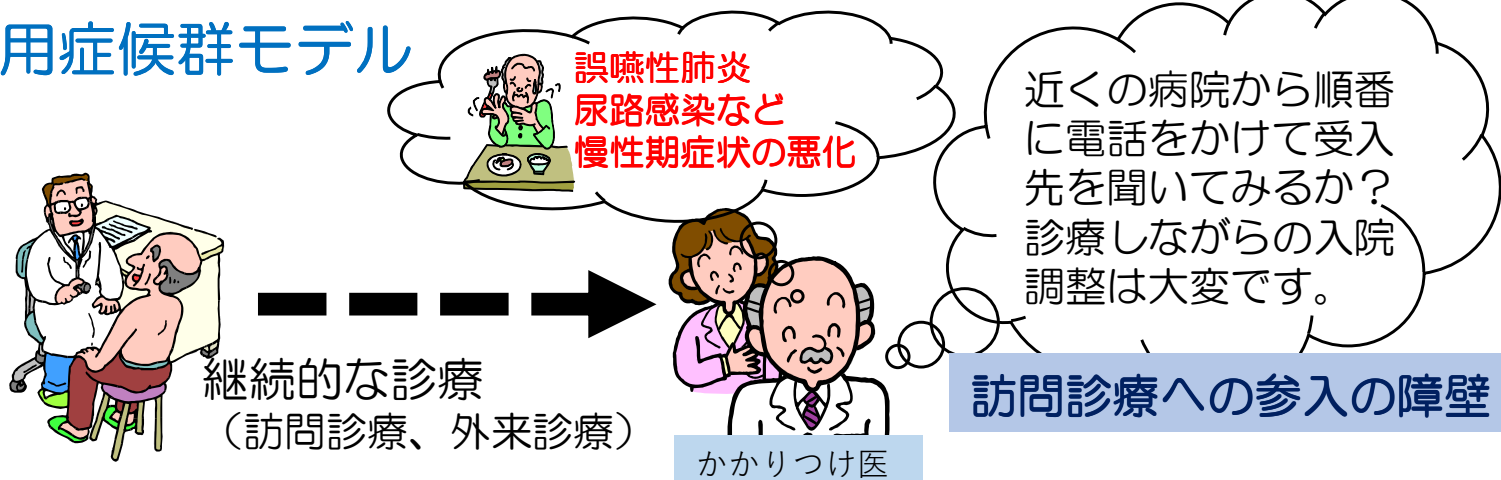 用症候群モデル
誤嚥性肺炎
尿路感染など
慢性期症状の悪化
近くの病院から順番
に電話をかけて受入
先を聞いてみるか？
診療しながらの入院
調整は大変です。
継続的な診療
（訪問診療、外来診療）
訪問診療への参入の障壁
かかりつけ医